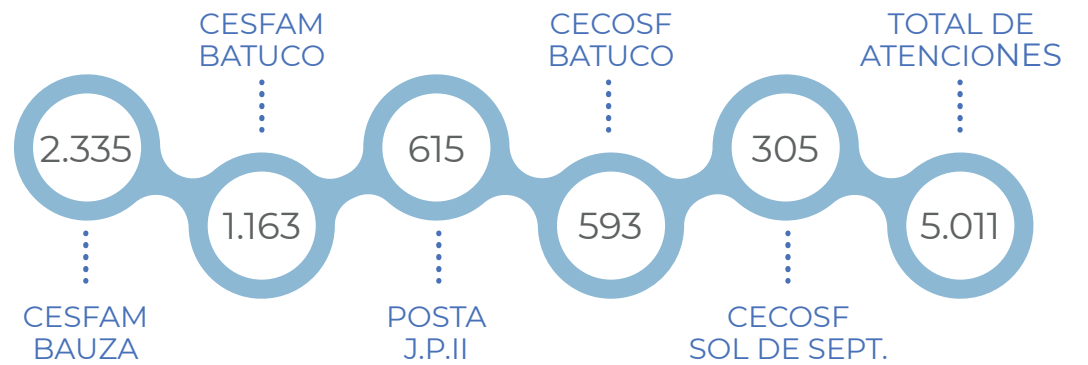 CESFAM
BATUCO
CECOSF
BATUCO
TOTAL DE
ATENCIONES
2.335
615
305
1.163
593
5.011
CESFAM
BAUZA
POSTA
J.P.II
CECOSF
SOL DE SEPT.